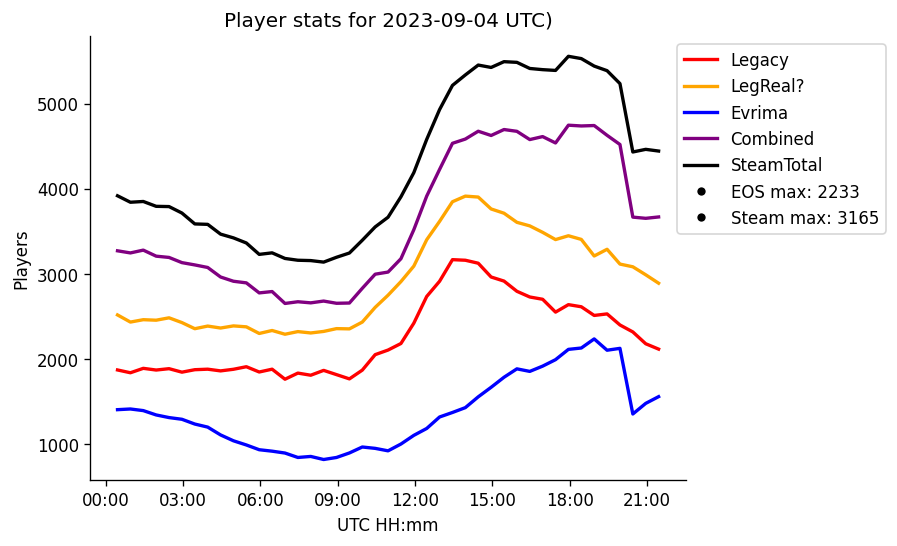 Player stats for 2023-09-04 UTC)
Legacy
LegReal?
Evrima
Combined
SteamTotal
EOS max: 2233
Steam max: 3165
Players
5000
4000
3000
2000
1000
00:00 03:00 06:00 09:00 12:00 15:00 18:00 21:00
UTC HH:mm